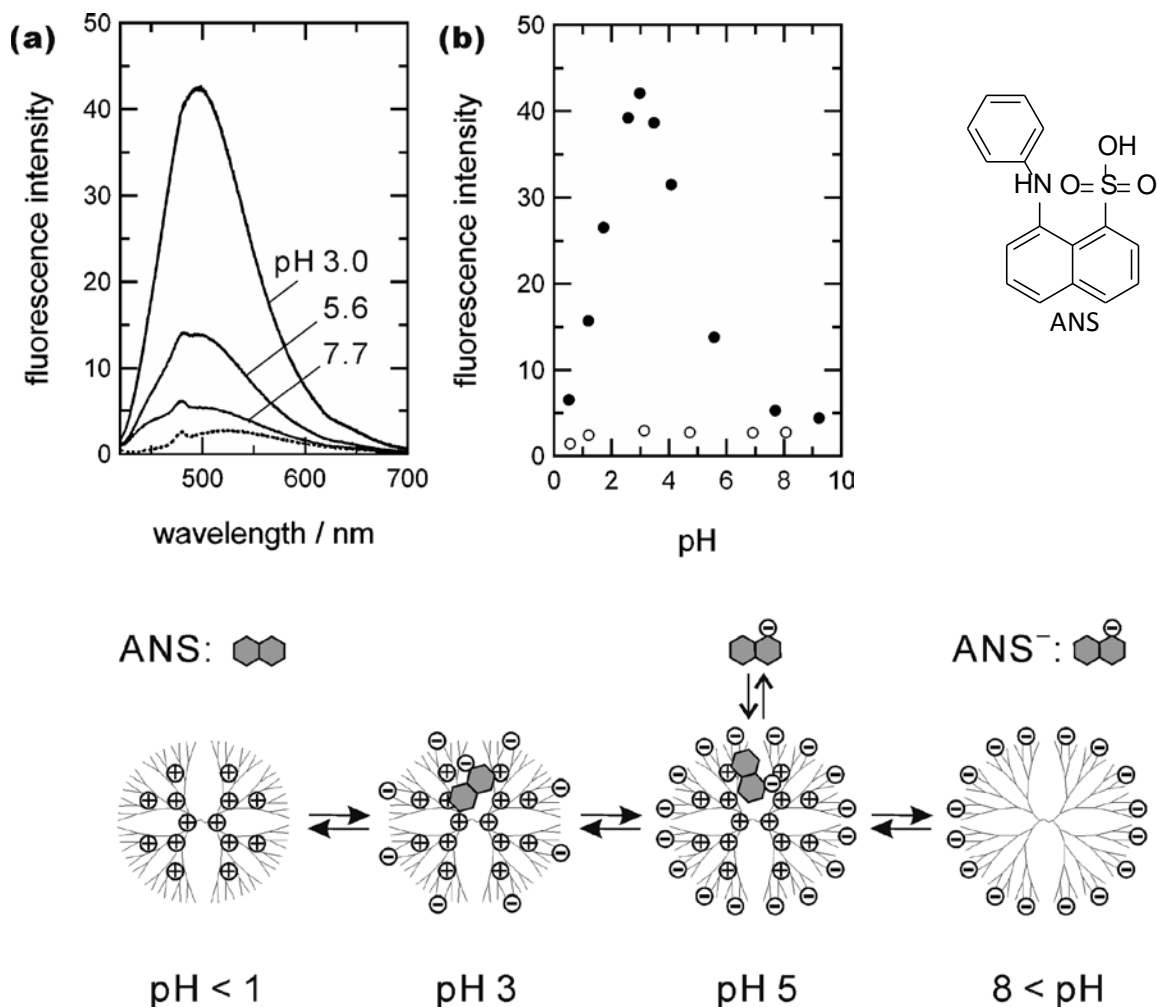 (a)
fluorescence intensity
50
40
30
20
10
0
pH 3.0
5.6
7.7
500
600
700
wavelength / nm
(b)
fluorescence intensity
50
40
30
20
10
0
0
2
4
6
8
10
pH
OH
HN O=S=O
ANS
ANS:
ANS⁻:
pH < 1
pH 3
pH 5
8 < pH